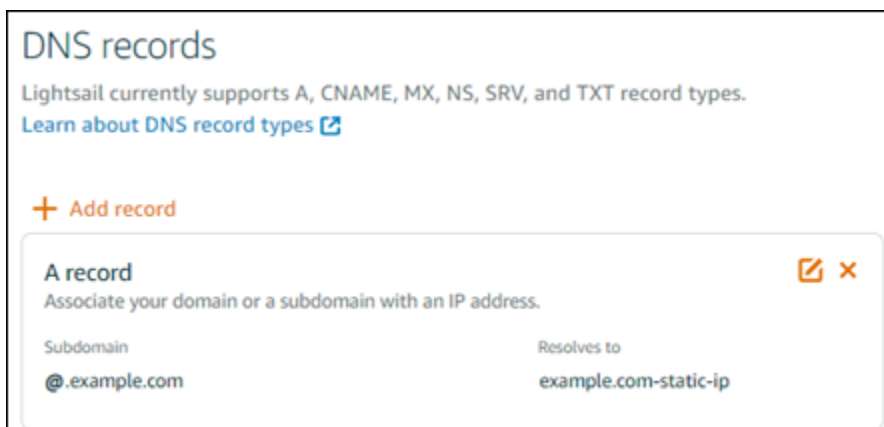 DNS records
Lightsail currently supports A, CNAME, MX, NS, SRV, and TXT record types.
Learn about DNS record types
+ Add record
A record
Associate your domain or a subdomain with an IP address.
Subdomain
Resolves to
@.example.com
example.com-static-ip